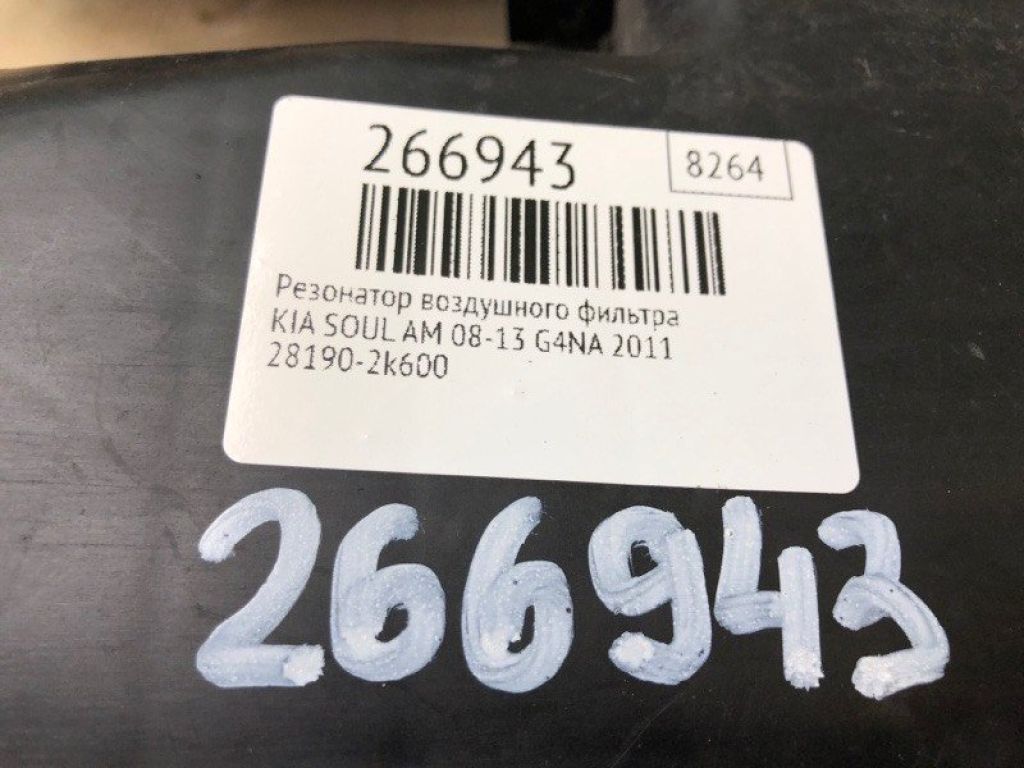 266943
8264
Резонатор воздушного фильтра
KIA SOUL AM 08-13 G4NA 2011
28190-2k600
266943